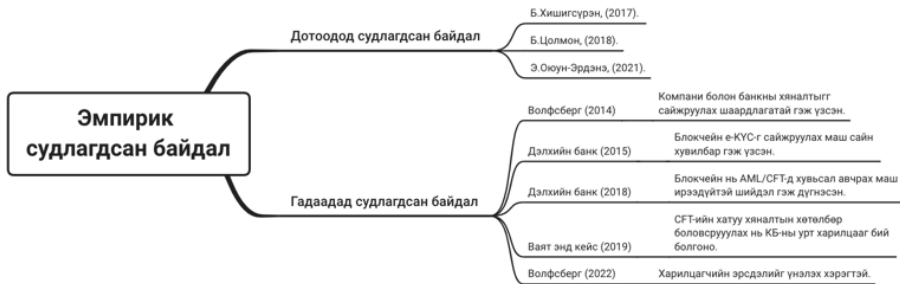 Эмпирик
судлагдсан байдал
Дотоодод судлагдсан байдал
Б.Хишигсүрэн, (2017).
Б.Цолмон, (2018).
Э.Оюун-Эрдэнэ, (2021).
Гадаадад судлагдсан байдал
Волфсберг (2014)
Компани болон банкны хяналтыгг
сайжруулах шаардлагатай гэж үзсэн.
Дэлхийн банк (2015)
Блокчейн e-KYC-г сайжруулах маш сайн
хувилбар гэж үзсэн.
Дэлхийн банк (2018)
Блокчейн нь AML/CFT-д хувьсал авчрах маш
ирээдүйтэй шийдэл гэж дүгнэсэн.
Ваят энд кейс (2019)
CFT-ийн хатуу хяналтын хөтөлбөр
боловсрууулах нь КБ-ны урт харилцааг бий
болгоно.
Волфсберг (2022)
Харилцагчийн эрсдэлийг үнэлэх хэрэгтэй.